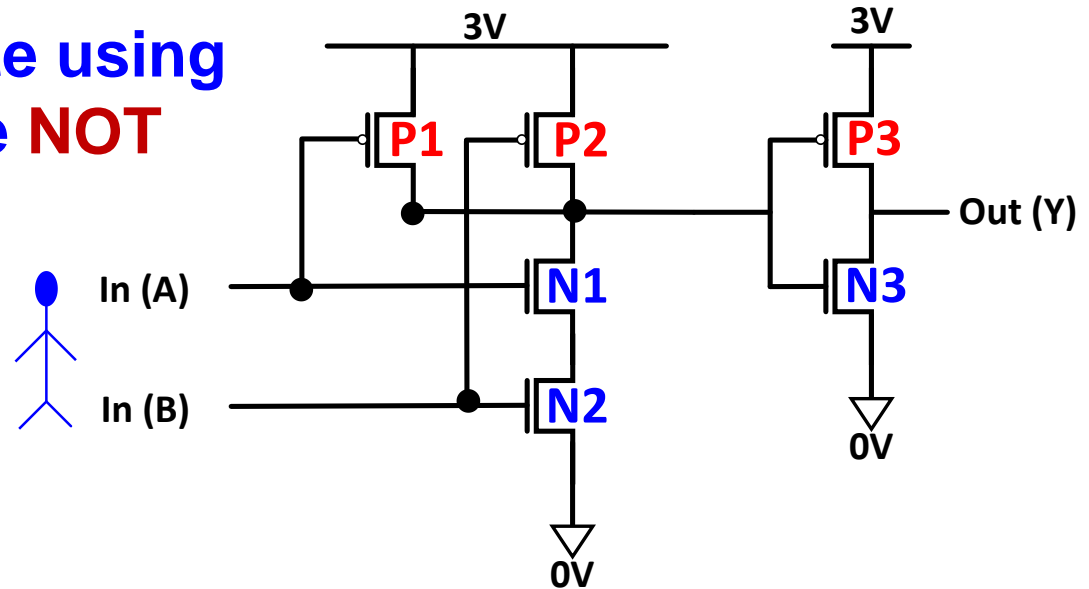 using
NOT
3V
3V
P1
P2
P3
Out (Y)
In (A)
N1
N3
In (B)
N2
0V
0V